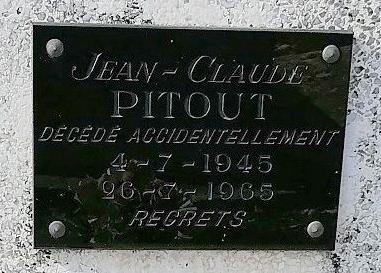 JEAN-CLAUDE
PITOUT
DÉCÉDÉ ACCIDENTELLEMENT
4-7-1945
26-7-1965
REGRETS